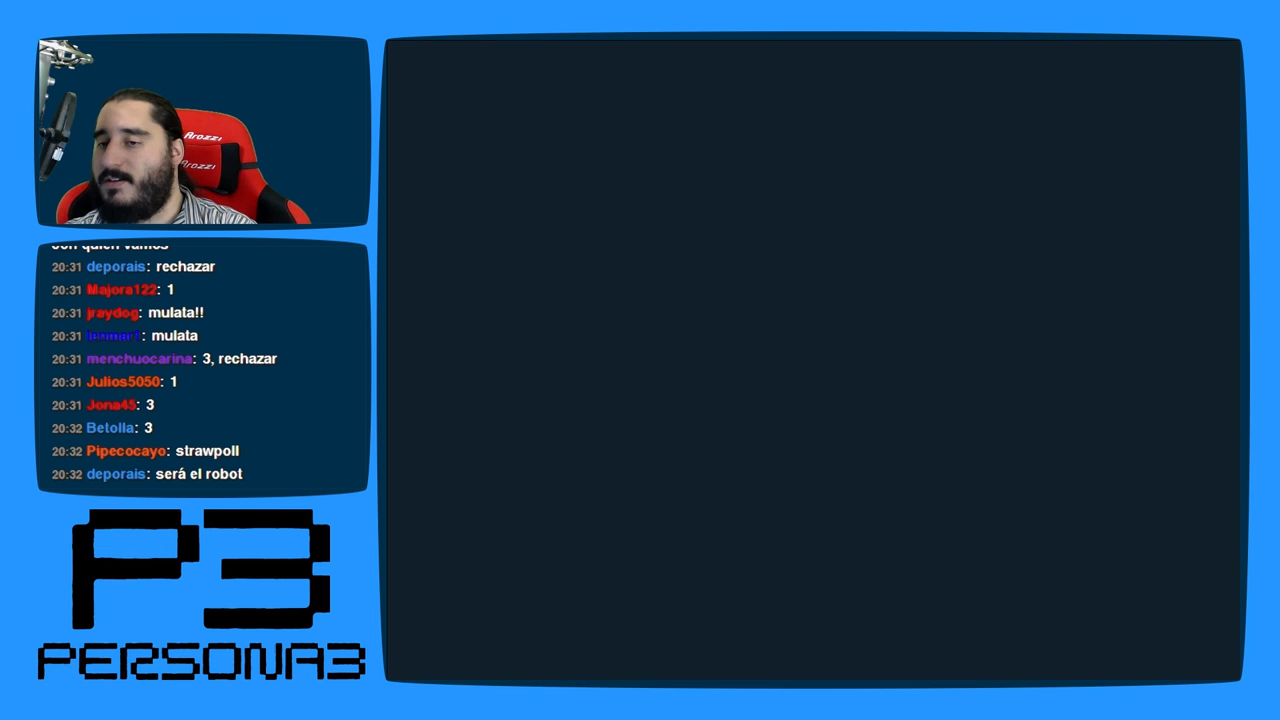 Arozzi
Arozzi
quien vamos
20:31 deporais: rechazar
20:31 Majora122: 1
20:31 jraydog: mulata!!
20:31 : mulata
20:31 menchuocarina: 3, rechazar
20:31 Julios5050: 1
20:31 Jona45: 3
20:32 Betolla: 3
20:32 Pipecocayo: strawpoll
20:32 deporais: será el robot
P3
PERSONA3